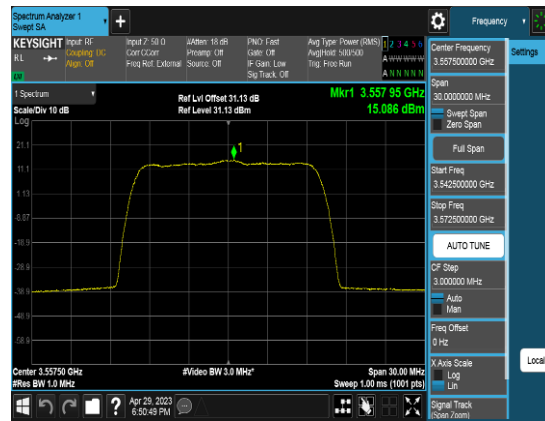 Spectrum Analyzer 1
Swept SA
Frequency
KEYSIGHT
Input: RF
Coupling: DC
Align: Off
Input Z: 50 Ω
Corr CCorr
Freq Ref: External
#Atten: 18 dB
Preamp: Off
Source: Off
PNO: Fast
Gate: Off
IF Gain: Low
Sig Track: Off
Avg Type: Power (RMS)
Avg|Hold: 500/500
Trig: Free Run
1 2 3 4 5 6
A W W W W W
A N N N N N
RL
LXI
1 Spectrum
Scale/Div 10 dB
Log
Ref Lvl Offset 31.13 dB
Ref Level 31.13 dBm
Mkr1 3.557 95 GHz
15.086 dBm
1
21.1
11.1
1.13
-8.87
-18.9
-28.9
-38.9
-48.9
-58.9
Center 3.55750 GHz
#Res BW 1.0 MHz
#Video BW 3.0 MHz*
Span 30.00 MHz
Sweep 1.00 ms (1001 pts)
Apr 29, 2023
6:50:49 PM
Center Frequency
3.557500000 GHz
Span
30.0000000 MHz
Swept Span
Zero Span
Full Span
Start Freq
3.542500000 GHz
Stop Freq
3.572500000 GHz
AUTO TUNE
CF Step
3.000000 MHz
Auto
Man
Freq Offset
0 Hz
X Axis Scale
Log
Lin
Signal Track
(Span Zoom)
Settings
Local